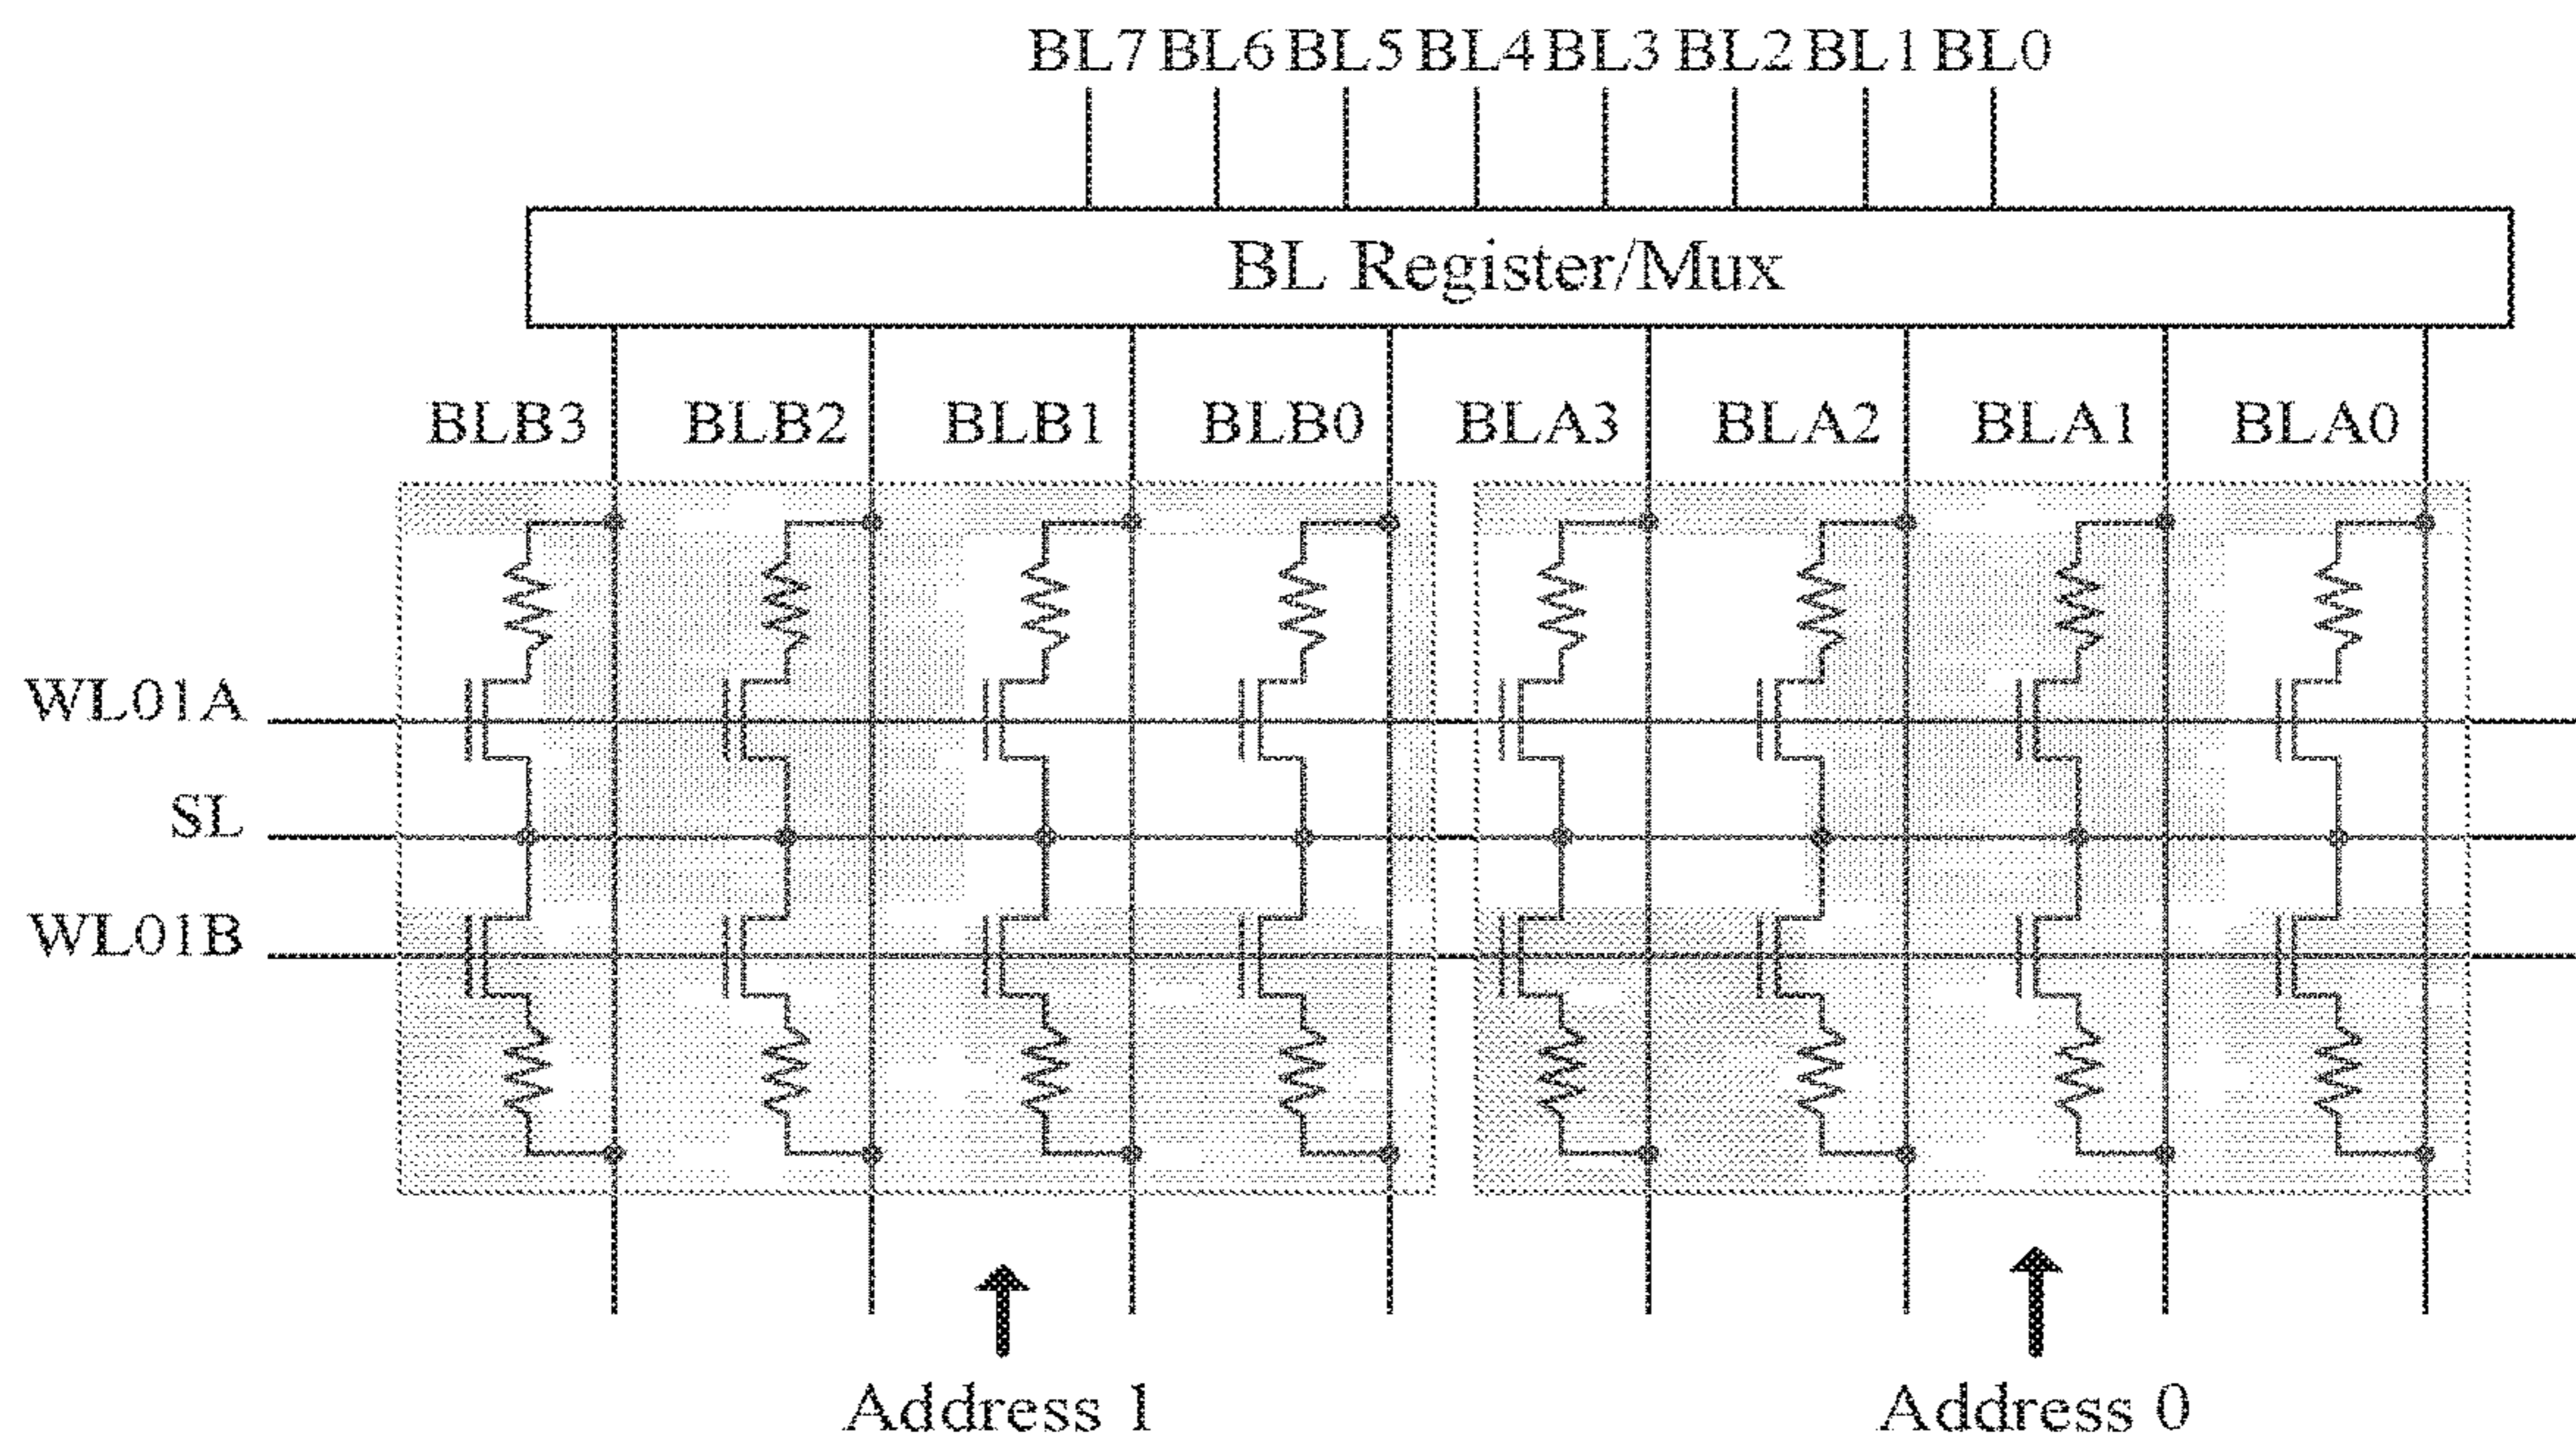 BL7 BL6 BL5 BL4 BL3 BL2 BL1 BL0
BL Register/Mux
BLB3 BLB2 BLB1 BLB0 BLA3 BLA2 BLA1 BLA0
WL01A
SL
WL01B
Address 1 Address 0